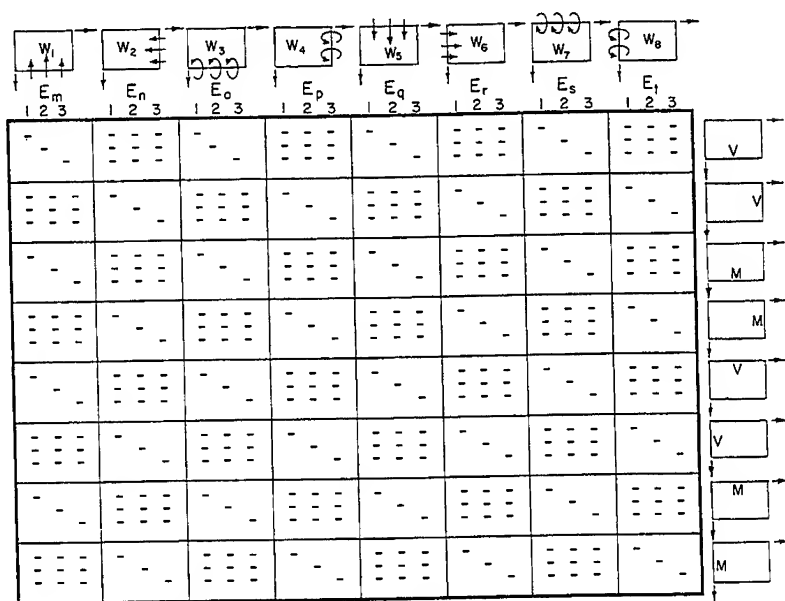 W₁ W₂ W₃ W₄ W₅ W₆ W₇ W₈
Eₘ Eₙ Eₒ Eₚ E_q Eᵣ Eₛ Eₜ
1 2 3 1 2 3 1 2 3 1 2 3 1 2 3 1 2 3 1 2 3 1 2 3
V
V
M
M
V
V
M
M